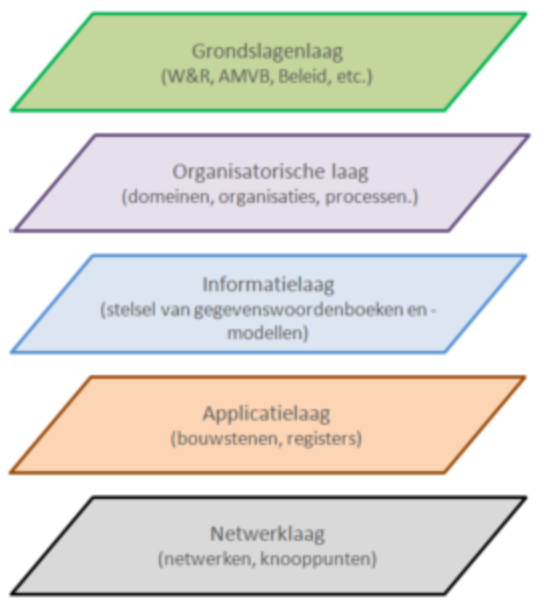 Grondslagenlaag
(W&R, AMVB, Beleid, etc.)
Organisatorische laag
(domeinen, organisaties, processen.)
Informatielaag
(stelsel van gegevenswoordenboeken en -
modellen)
Applicatielaag
(bouwstenen, registers)
Netwerklaag
(netwerken, knooppunten)